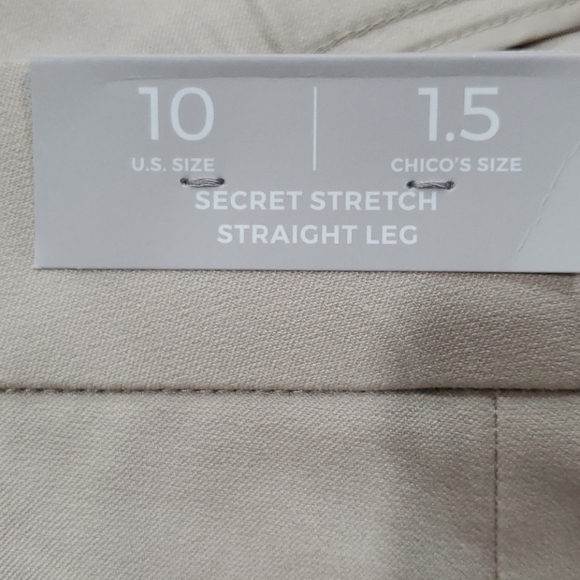 10 1.5
U.S. SIZE CHICO'S SIZE
SECRET STRETCH
STRAIGHT LEG